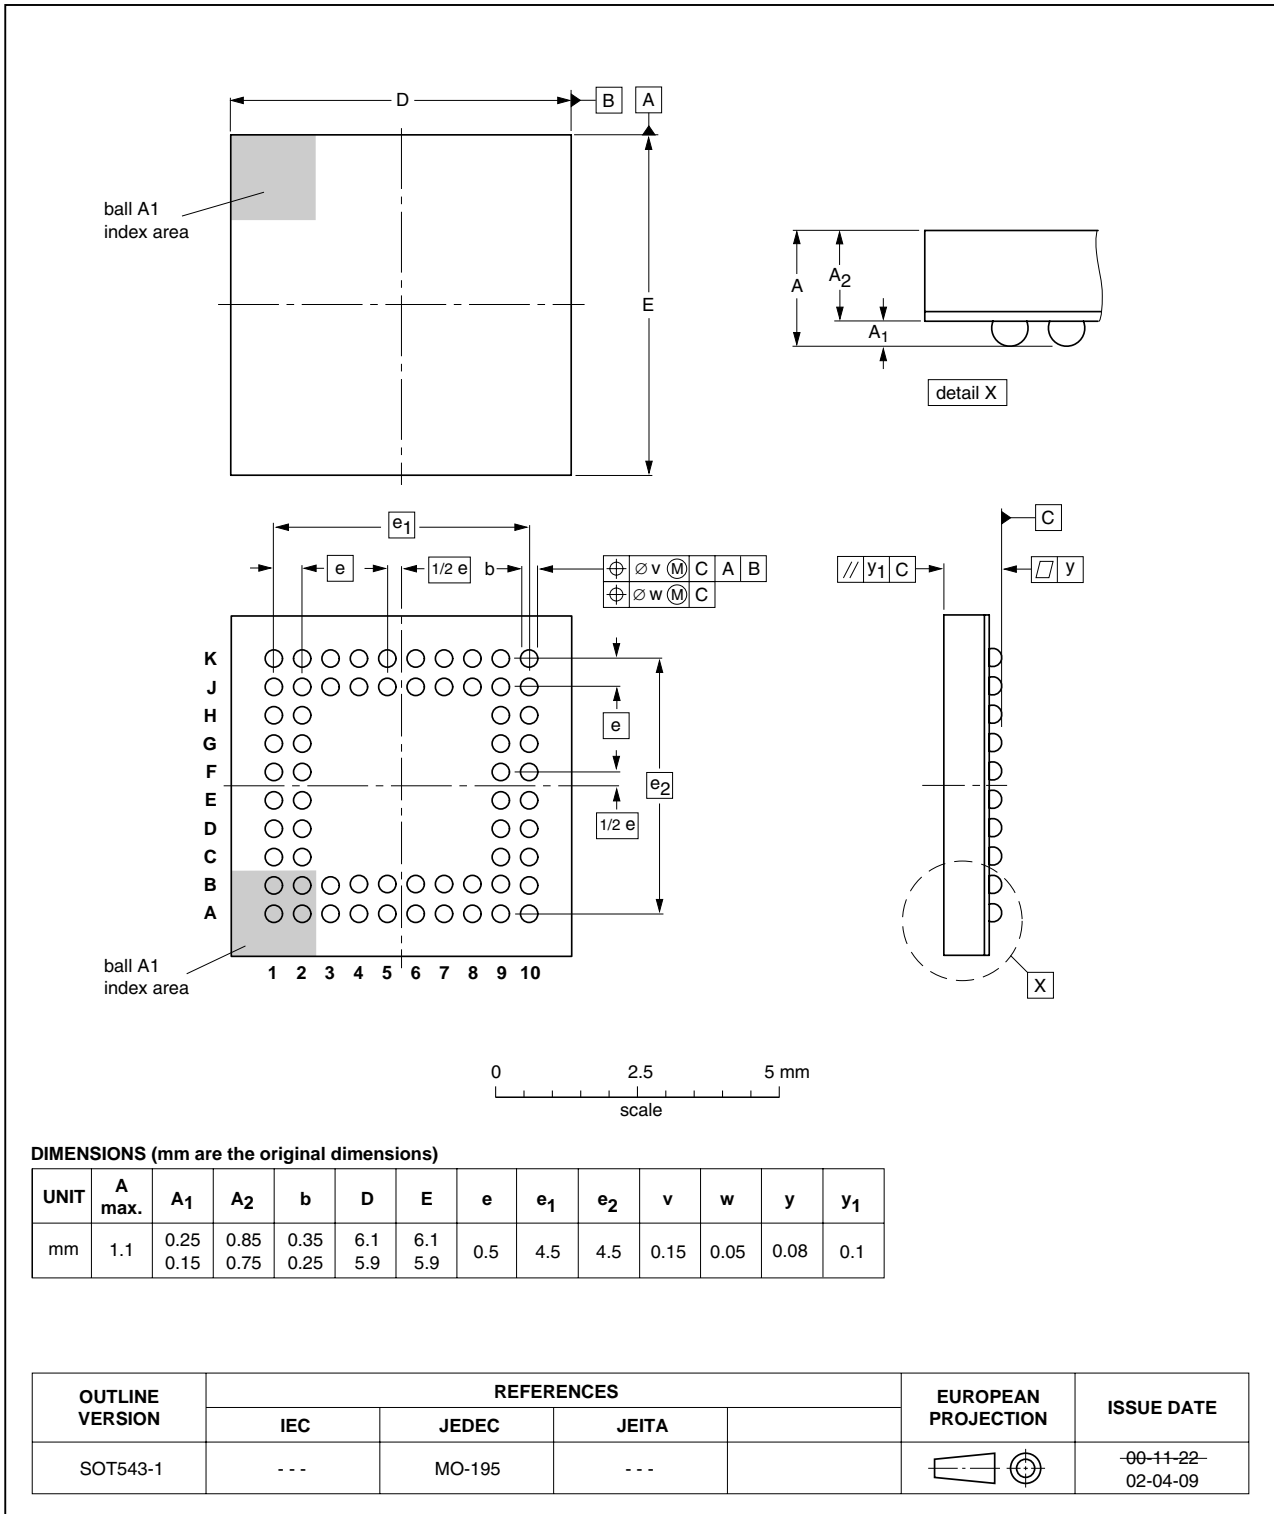 D
B
A
ball A1
index area
E
A
A2
A1
detail X
e1
C
e
1/2 e
b
⌖ ⌀ v Ⓜ C A B
⌖ ⌀ w Ⓜ C
// y1 C
▱ y
K
J
H
G
F
E
D
C
B
A
e
e2
1/2 e
ball A1
index area
1 2 3 4 5 6 7 8 9 10
X
0 2.5 5 mm
scale
DIMENSIONS (mm are the original dimensions)
UNIT A max. A1 A2 b D E e e1 e2 v w y y1
mm 1.1 0.25 0.15 0.85 0.75 0.35 0.25 6.1 5.9 6.1 5.9 0.5 4.5 4.5 0.15 0.05 0.08 0.1
OUTLINE VERSION REFERENCES EUROPEAN PROJECTION ISSUE DATE
IEC JEDEC JEITA
SOT543-1 - - - MO-195 - - - 00-11-22
02-04-09